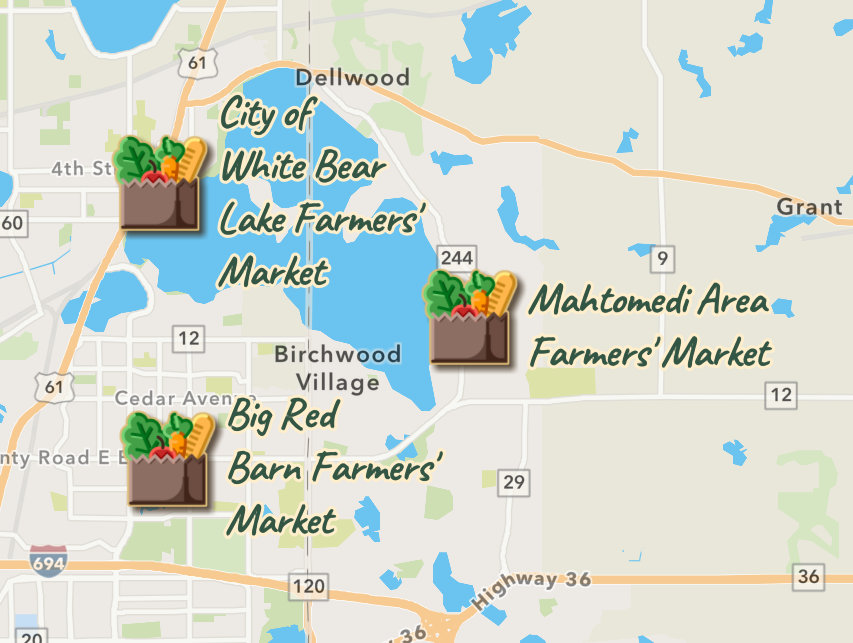 61
Dellwood
City of
White Bear
Lake Farmers'
Market
4th St
60
Grant
244
9
Mahtomedi Area
Farmers' Market
12
Birchwood
Village
61
Cedar Avenue
12
Big Red
Barn Farmers'
Market
nty Road E E
29
694
120
Highway 36
36
36
20